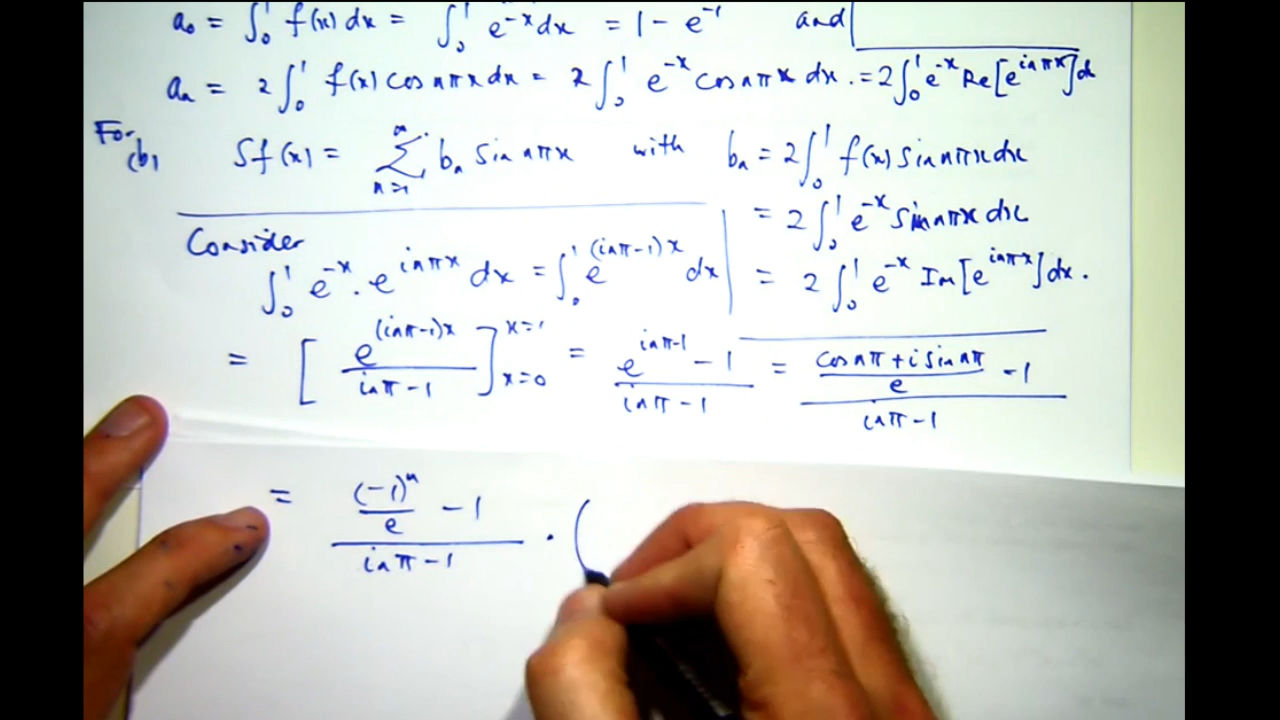 a₀ = ∫₀¹ f(x) dx = ∫₀¹ e^{-x} dx = 1 - e^{-1} and
aₙ = 2∫₀¹ f(x) cos nπx dx = 2∫₀¹ e^{-x} cos nπx dx. = 2∫₀¹ e^{-x} Re[e^{inπx}]dx
For (b) Sf(x) = ∑_{n=1}^{∞} bₙ sin nπx with bₙ = 2∫₀¹ f(x) sin nπx dx
= 2∫₀¹ e^{-x} sin nπx dx
Consider
∫₀¹ e^{-x} . e^{inπx} dx = ∫₀¹ e^{(inπ-1)x} dx
= 2∫₀¹ e^{-x} Im[e^{inπx}] dx.
= [ e^{(inπ-1)x} / (inπ-1) ]_{x=0}^{x=1} = (e^{inπ-1} - 1) / (inπ-1) = ((cos nπ + i sin nπ)/e - 1) / (inπ-1)
= ((-1)ⁿ/e - 1) / (inπ-1) . (